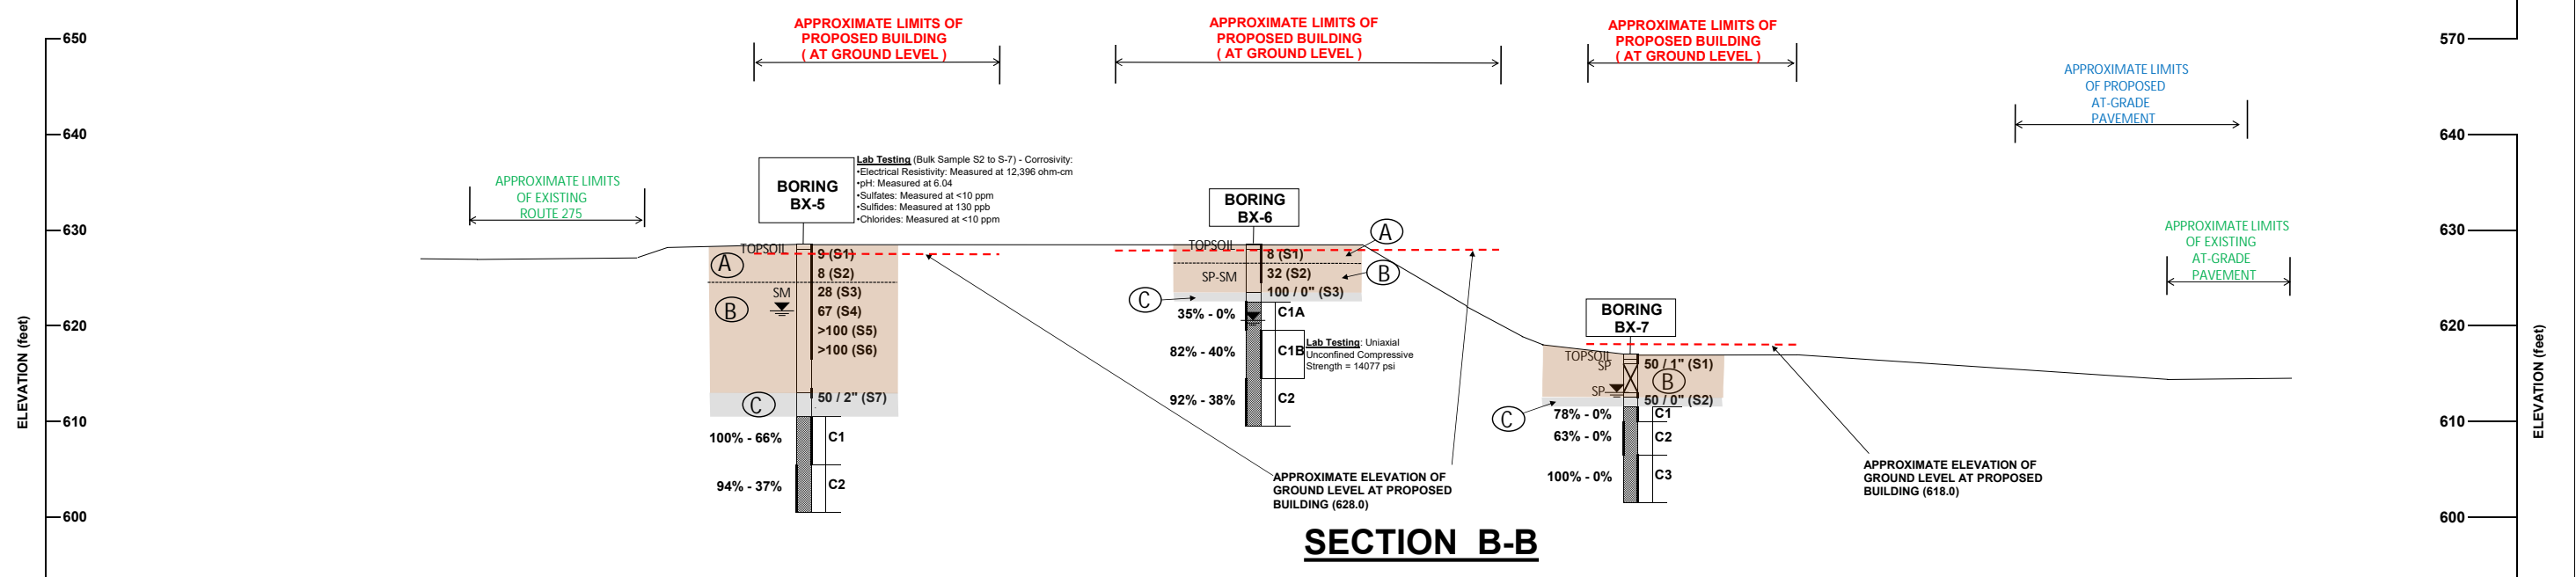 APPROXIMATE LIMITS OF
PROPOSED BUILDING
( AT GROUND LEVEL )
APPROXIMATE LIMITS OF
PROPOSED BUILDING
( AT GROUND LEVEL )
APPROXIMATE LIMITS OF
PROPOSED BUILDING
( AT GROUND LEVEL )
650
640
630
620
610
600
ELEVATION (feet)
570
640
630
620
610
600
ELEVATION (feet)
APPROXIMATE LIMITS
OF PROPOSED
AT-GRADE
PAVEMENT
APPROXIMATE LIMITS
OF EXISTING
ROUTE 275
APPROXIMATE LIMITS
OF EXISTING
AT-GRADE
PAVEMENT
BORING
BX-5
Lab Testing (Bulk Sample S2 to S-7) - Corrosivity:
•Electrical Resistivity: Measured at 12,396 ohm-cm
•pH: Measured at 6.04
•Sulfates: Measured at <10 ppm
•Sulfides: Measured at 130 ppb
•Chlorides: Measured at <10 ppm
TOPSOIL
A
SM
B
C
9 (S1)
8 (S2)
28 (S3)
67 (S4)
>100 (S5)
>100 (S6)
50 / 2" (S7)
100% - 66%
C1
94% - 37%
C2
BORING
BX-6
TOPSOIL
A
SP-SM
B
C
8 (S1)
32 (S2)
100 / 0" (S3)
35% - 0%
C1A
82% - 40%
C1B
Lab Testing: Uniaxial
Unconfined Compressive
Strength = 14077 psi
92% - 38%
C2
BORING
BX-7
TOPSOIL
SP
SP
B
C
50 / 1" (S1)
50 / 0" (S2)
78% - 0%
C1
63% - 0%
C2
100% - 0%
C3
APPROXIMATE ELEVATION OF
GROUND LEVEL AT PROPOSED
BUILDING (628.0)
APPROXIMATE ELEVATION OF
GROUND LEVEL AT PROPOSED
BUILDING (618.0)
SECTION B-B